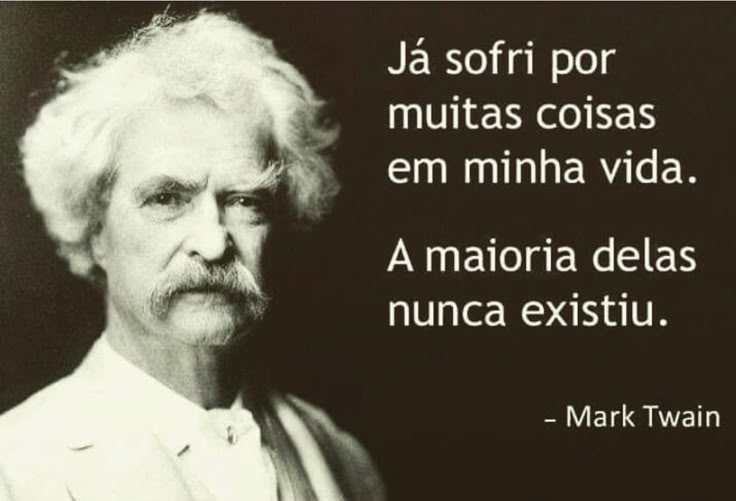 Já sofri por
muitas coisas
em minha vida.
A maioria delas
nunca existiu.
– Mark Twain